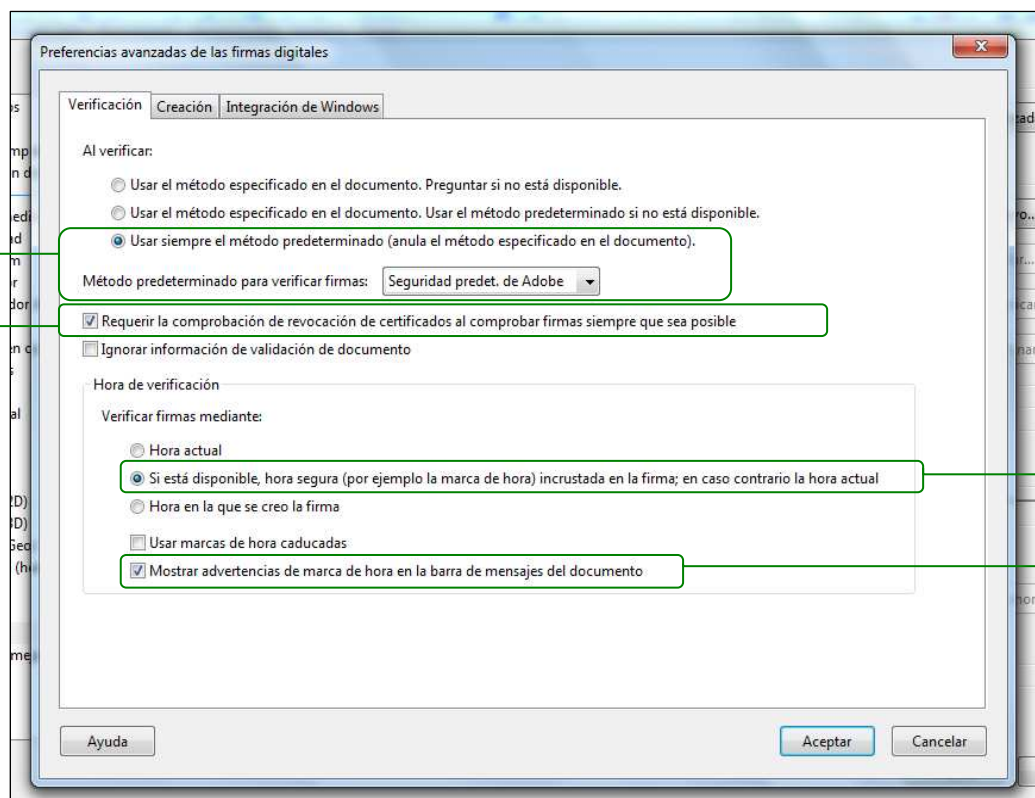 Preferencias avanzadas de las firmas digitales
Verificación Creación Integración de Windows
Al verificar:
Usar el método especificado en el documento. Preguntar si no está disponible.
Usar el método especificado en el documento. Usar el método predeterminado si no está disponible.
Usar siempre el método predeterminado (anula el método especificado en el documento).
Método predeterminado para verificar firmas: Seguridad predet. de Adobe
Requerir la comprobación de revocación de certificados al comprobar firmas siempre que sea posible
Ignorar información de validación de documento
Hora de verificación
Verificar firmas mediante:
Hora actual
Si está disponible, hora segura (por ejemplo la marca de hora) incrustada en la firma; en caso contrario la hora actual
Hora en la que se creo la firma
Usar marcas de hora caducadas
Mostrar advertencias de marca de hora en la barra de mensajes del documento
Ayuda Aceptar Cancelar